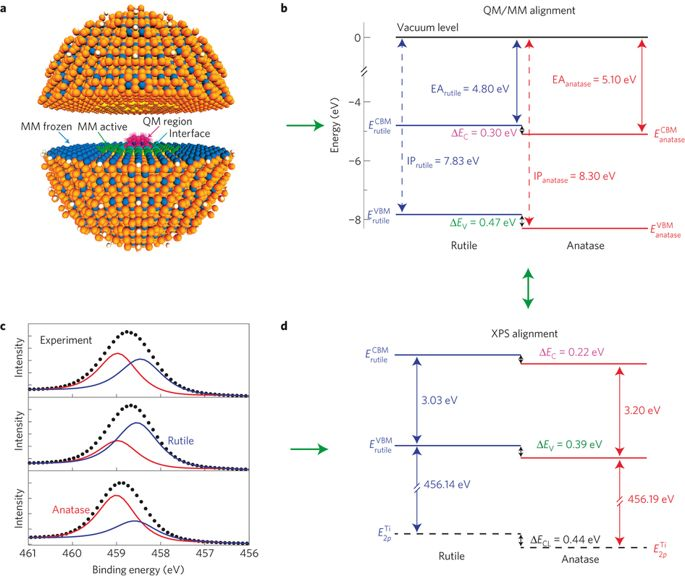 a
MM frozen
MM active
QM region
Interface
b
QM/MM alignment
Vacuum level
0
−4
−6
−8
Energy (eV)
EA_rutile = 4.80 eV
EA_anatase = 5.10 eV
E_rutile^CBM
ΔE_C = 0.30 eV
E_anatase^CBM
IP_rutile = 7.83 eV
IP_anatase = 8.30 eV
E_rutile^VBM
ΔE_V = 0.47 eV
E_anatase^VBM
Rutile
Anatase
c
Experiment
Intensity
Rutile
Intensity
Anatase
Intensity
461 460 459 458 457 456
Binding energy (eV)
d
XPS alignment
E_rutile^CBM
ΔE_C = 0.22 eV
3.03 eV
3.20 eV
E_rutile^VBM
ΔE_V = 0.39 eV
456.14 eV
456.19 eV
E_2p^Ti
ΔE_CL = 0.44 eV
E_2p^Ti
Rutile
Anatase